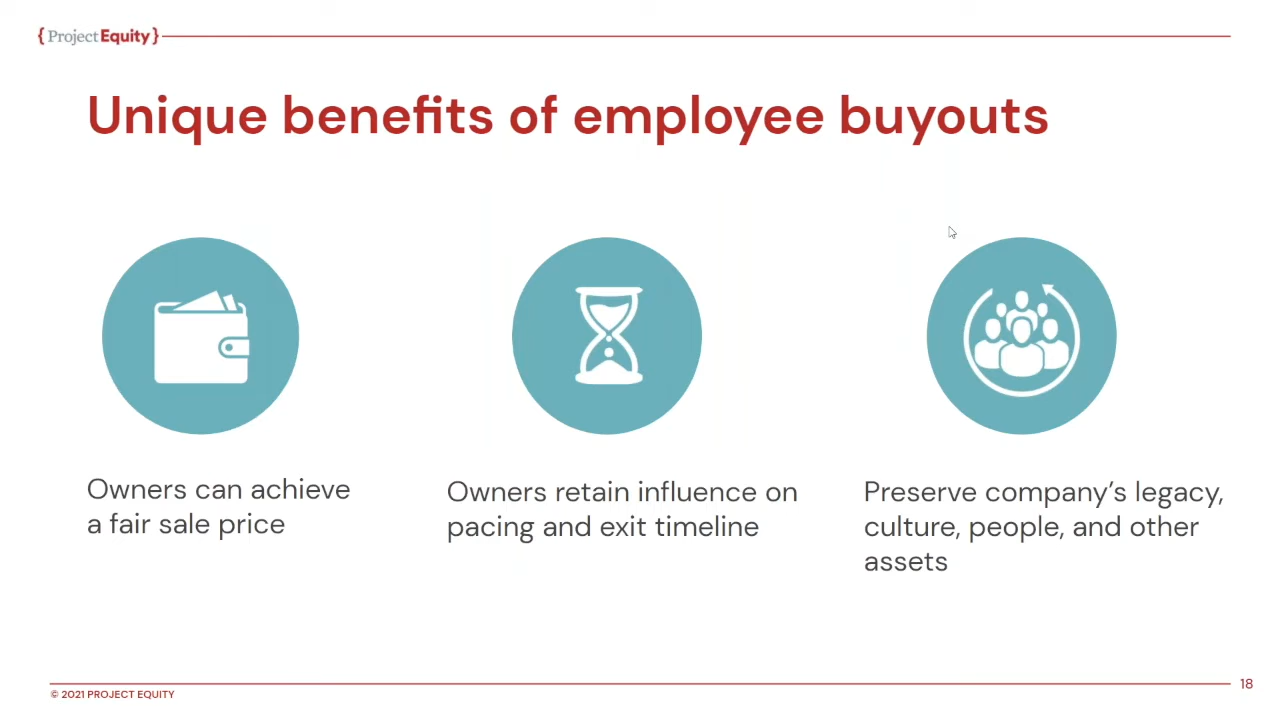 { Project Equity }
Unique benefits of employee buyouts
Owners can achieve
a fair sale price
Owners retain influence on
pacing and exit timeline
Preserve company’s legacy,
culture, people, and other
assets
© 2021 PROJECT EQUITY
18